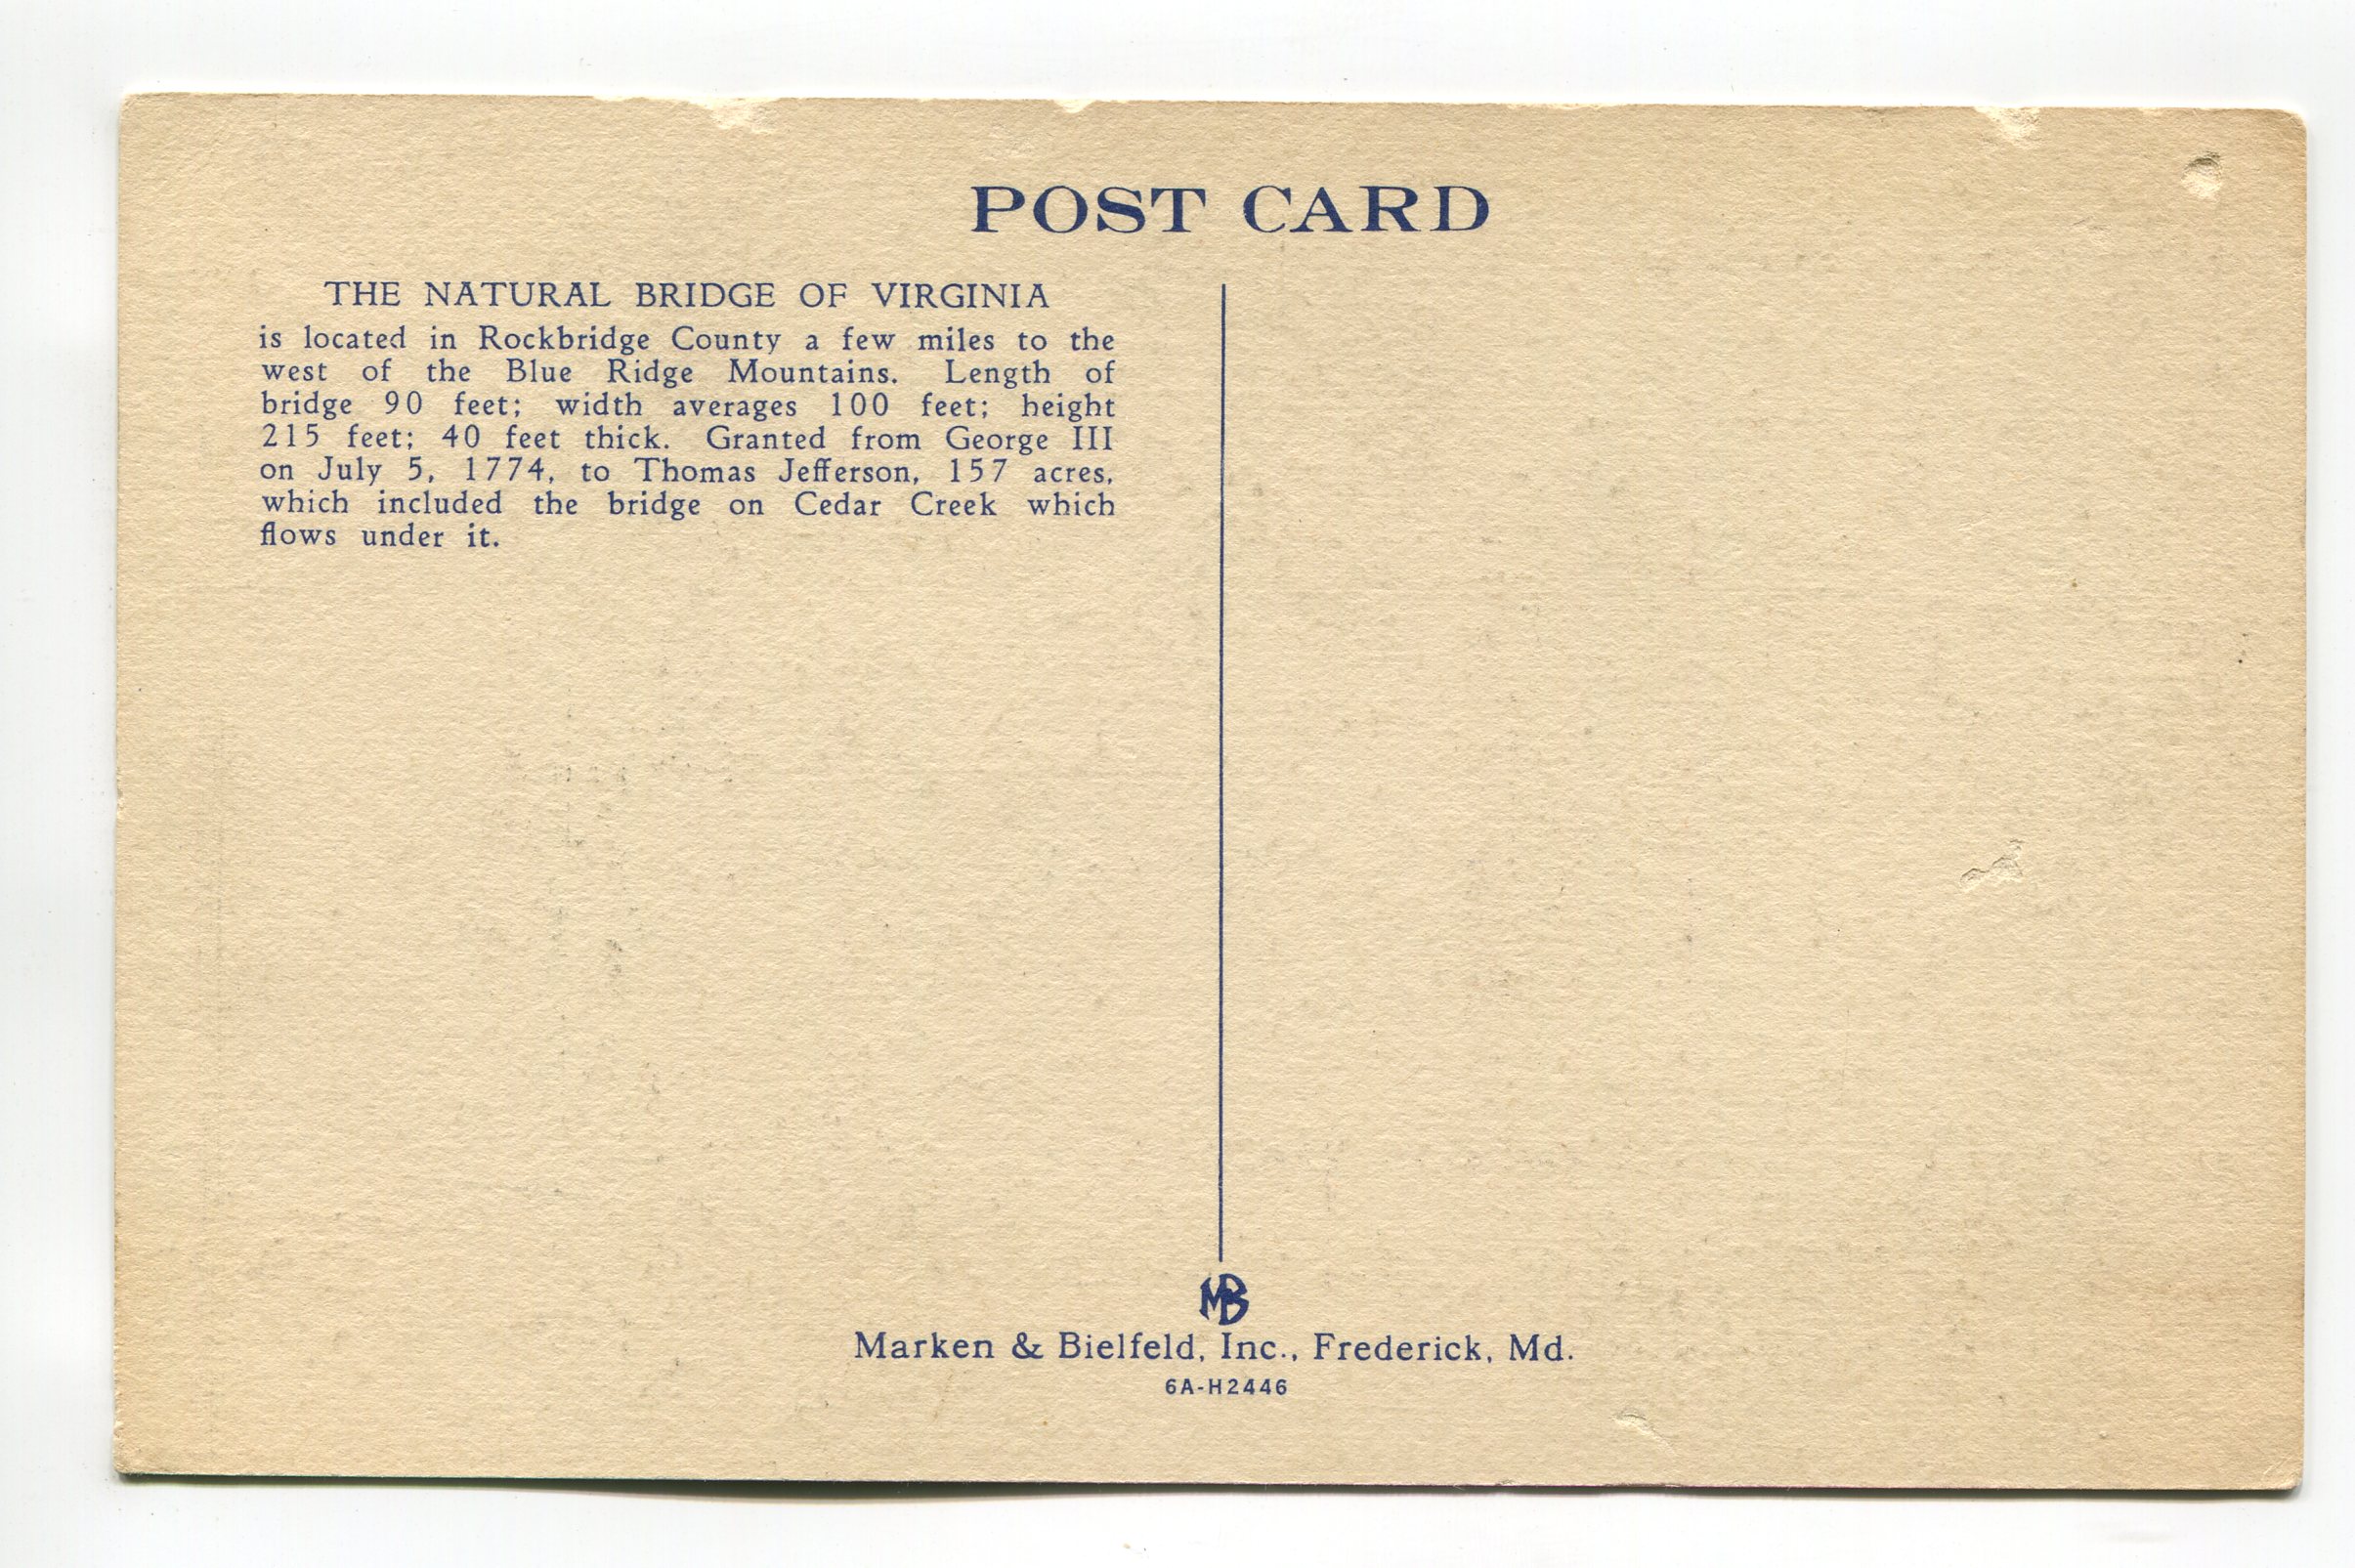 POST CARD
THE NATURAL BRIDGE OF VIRGINIA
is located in Rockbridge County a few miles to the
west of the Blue Ridge Mountains. Length of
bridge 90 feet; width averages 100 feet; height
215 feet; 40 feet thick. Granted from George III
on July 5, 1774, to Thomas Jefferson, 157 acres,
which included the bridge on Cedar Creek which
flows under it.
MB
Marken & Bielfeld, Inc., Frederick, Md.
6A-H2446